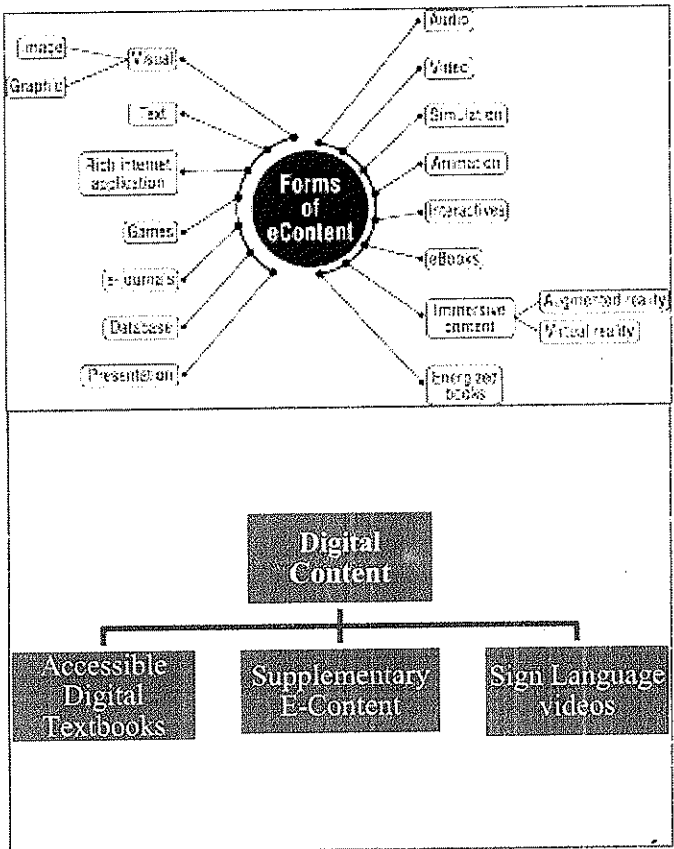 Image
Graphic
Visual
Text
Rich internet
application
Games
e-Journals
Database
Presentation
Forms
of
eContent
Audio
Video
Simulation
Animation
Interactives
eBooks
Immersive
content
Augmented reality
Virtual reality
Energized
books
Digital
Content
Accessible
Digital
Textbooks
Supplementary
E-Content
Sign Language
videos